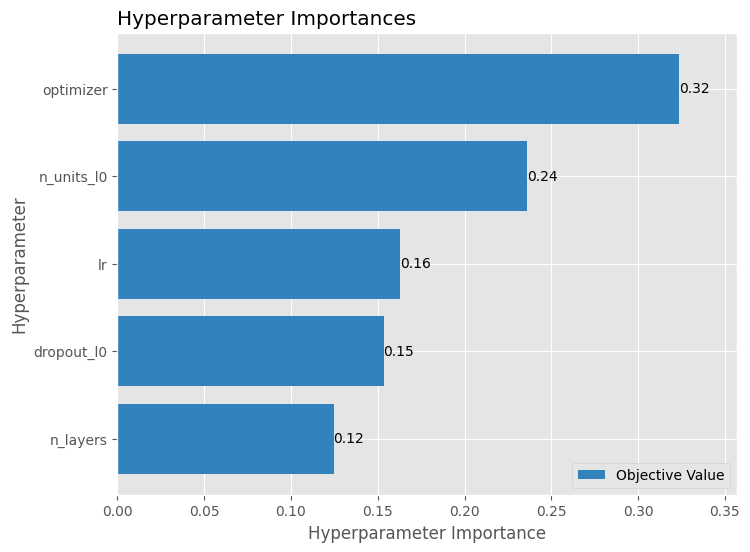 Hyperparameter Importances
Hyperparameter
optimizer
0.32
n_units_l0
0.24
lr
0.16
dropout_l0
0.15
n_layers
0.12
Objective Value
0.00 0.05 0.10 0.15 0.20 0.25 0.30 0.35
Hyperparameter Importance